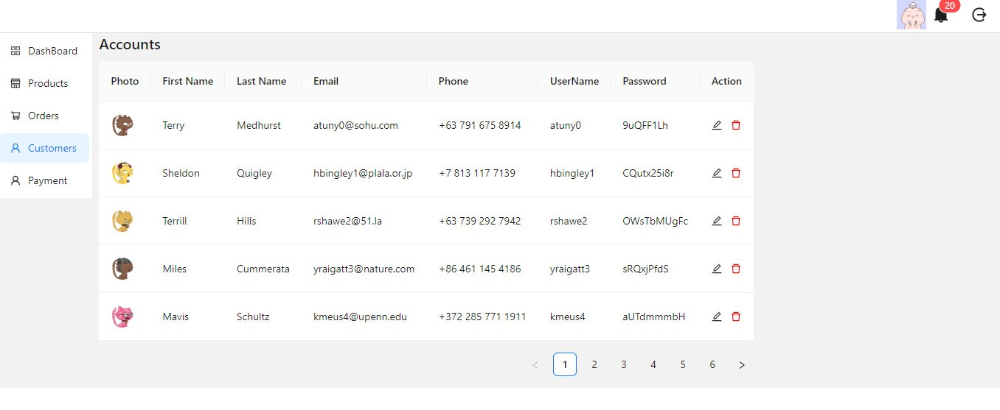 20
DashBoard
Products
Orders
Customers
Payment
Accounts
Photo First Name Last Name Email Phone UserName Password Action
Terry Medhurst atuny0@sohu.com +63 791 675 8914 atuny0 9uQFF1Lh
Sheldon Quigley hbingley1@plala.or.jp +7 813 117 7139 hbingley1 CQutx25i8r
Terrill Hills rshawe2@51.la +63 739 292 7942 rshawe2 OWsTbMUgFc
Miles Cummerata yraigatt3@nature.com +86 461 145 4186 yraigatt3 sRQxjPfdS
Mavis Schultz kmeus4@upenn.edu +372 285 771 1911 kmeus4 aUTdmmmbH
1 2 3 4 5 6